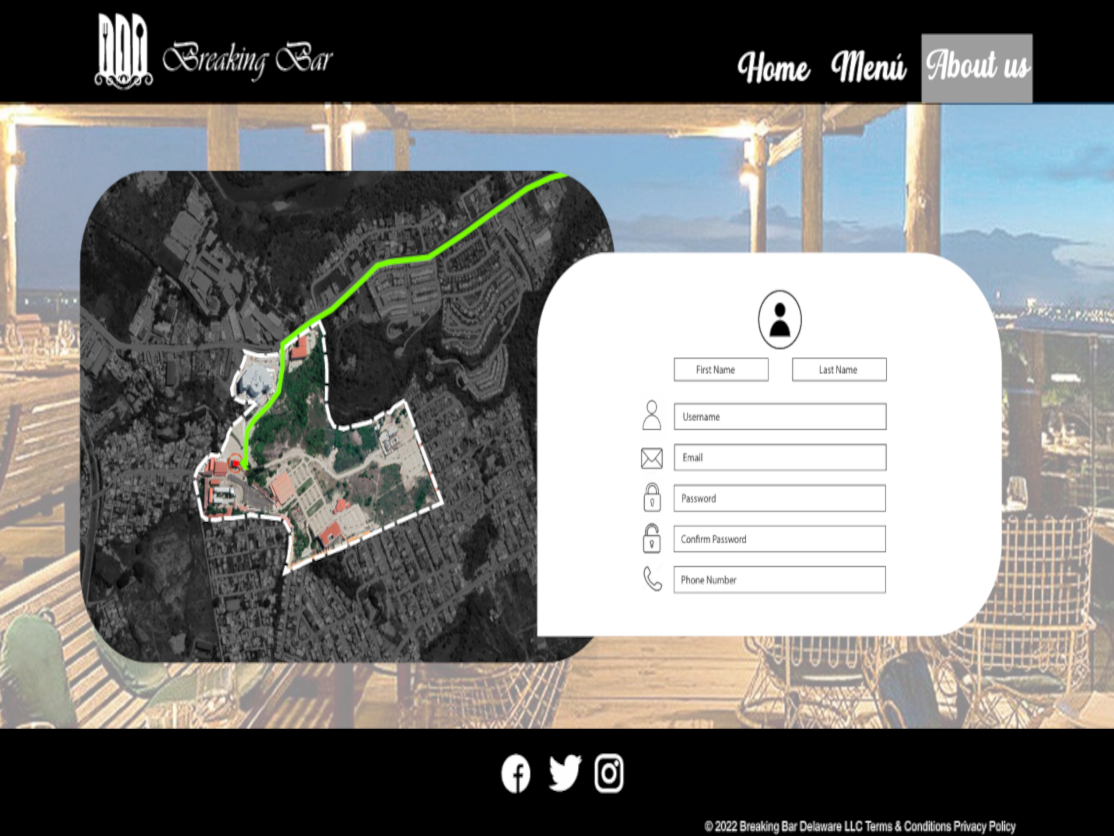 Breaking Bar
Home Menú About us
First Name Last Name
Username
Email
Password
Confirm Password
Phone Number
© 2022 Breaking Bar Delaware LLC Terms & Conditions Privacy Policy